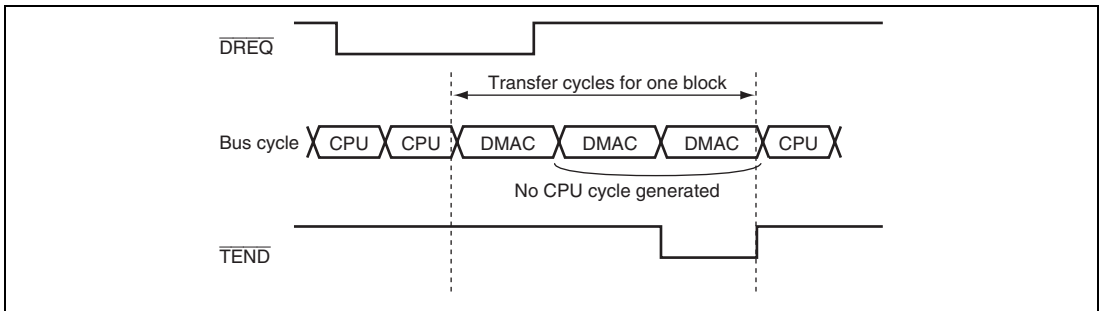 DREQ
Transfer cycles for one block
Bus cycle CPU CPU DMAC DMAC DMAC CPU
No CPU cycle generated
TEND